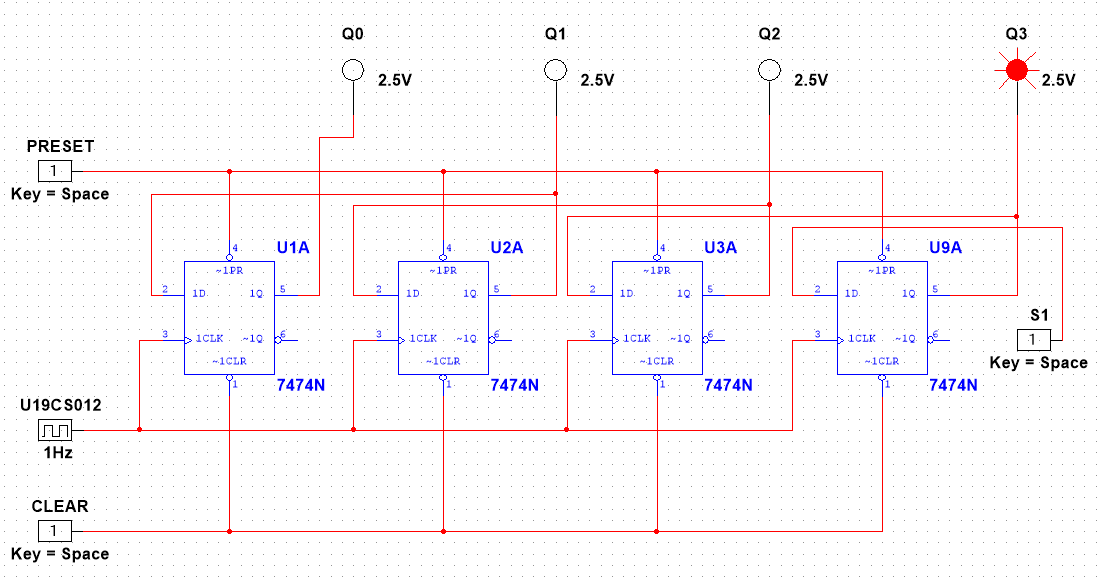 Q0 Q1 Q2 Q3
2.5V 2.5V 2.5V 2.5V
PRESET
1
Key = Space
4 U1A 4 U2A 4 U3A 4 U9A
~1PR ~1PR ~1PR ~1PR
2 1D 1Q 5 2 1D 1Q 5 2 1D 1Q 5 2 1D 1Q 5
S1
3 1CLK ~1Q 6 3 1CLK ~1Q 6 3 1CLK ~1Q 6 3 1CLK ~1Q 6 1
~1CLR ~1CLR ~1CLR ~1CLR Key = Space
1 7474N 1 7474N 1 7474N 1 7474N
U19CS012
1Hz
CLEAR
1
Key = Space